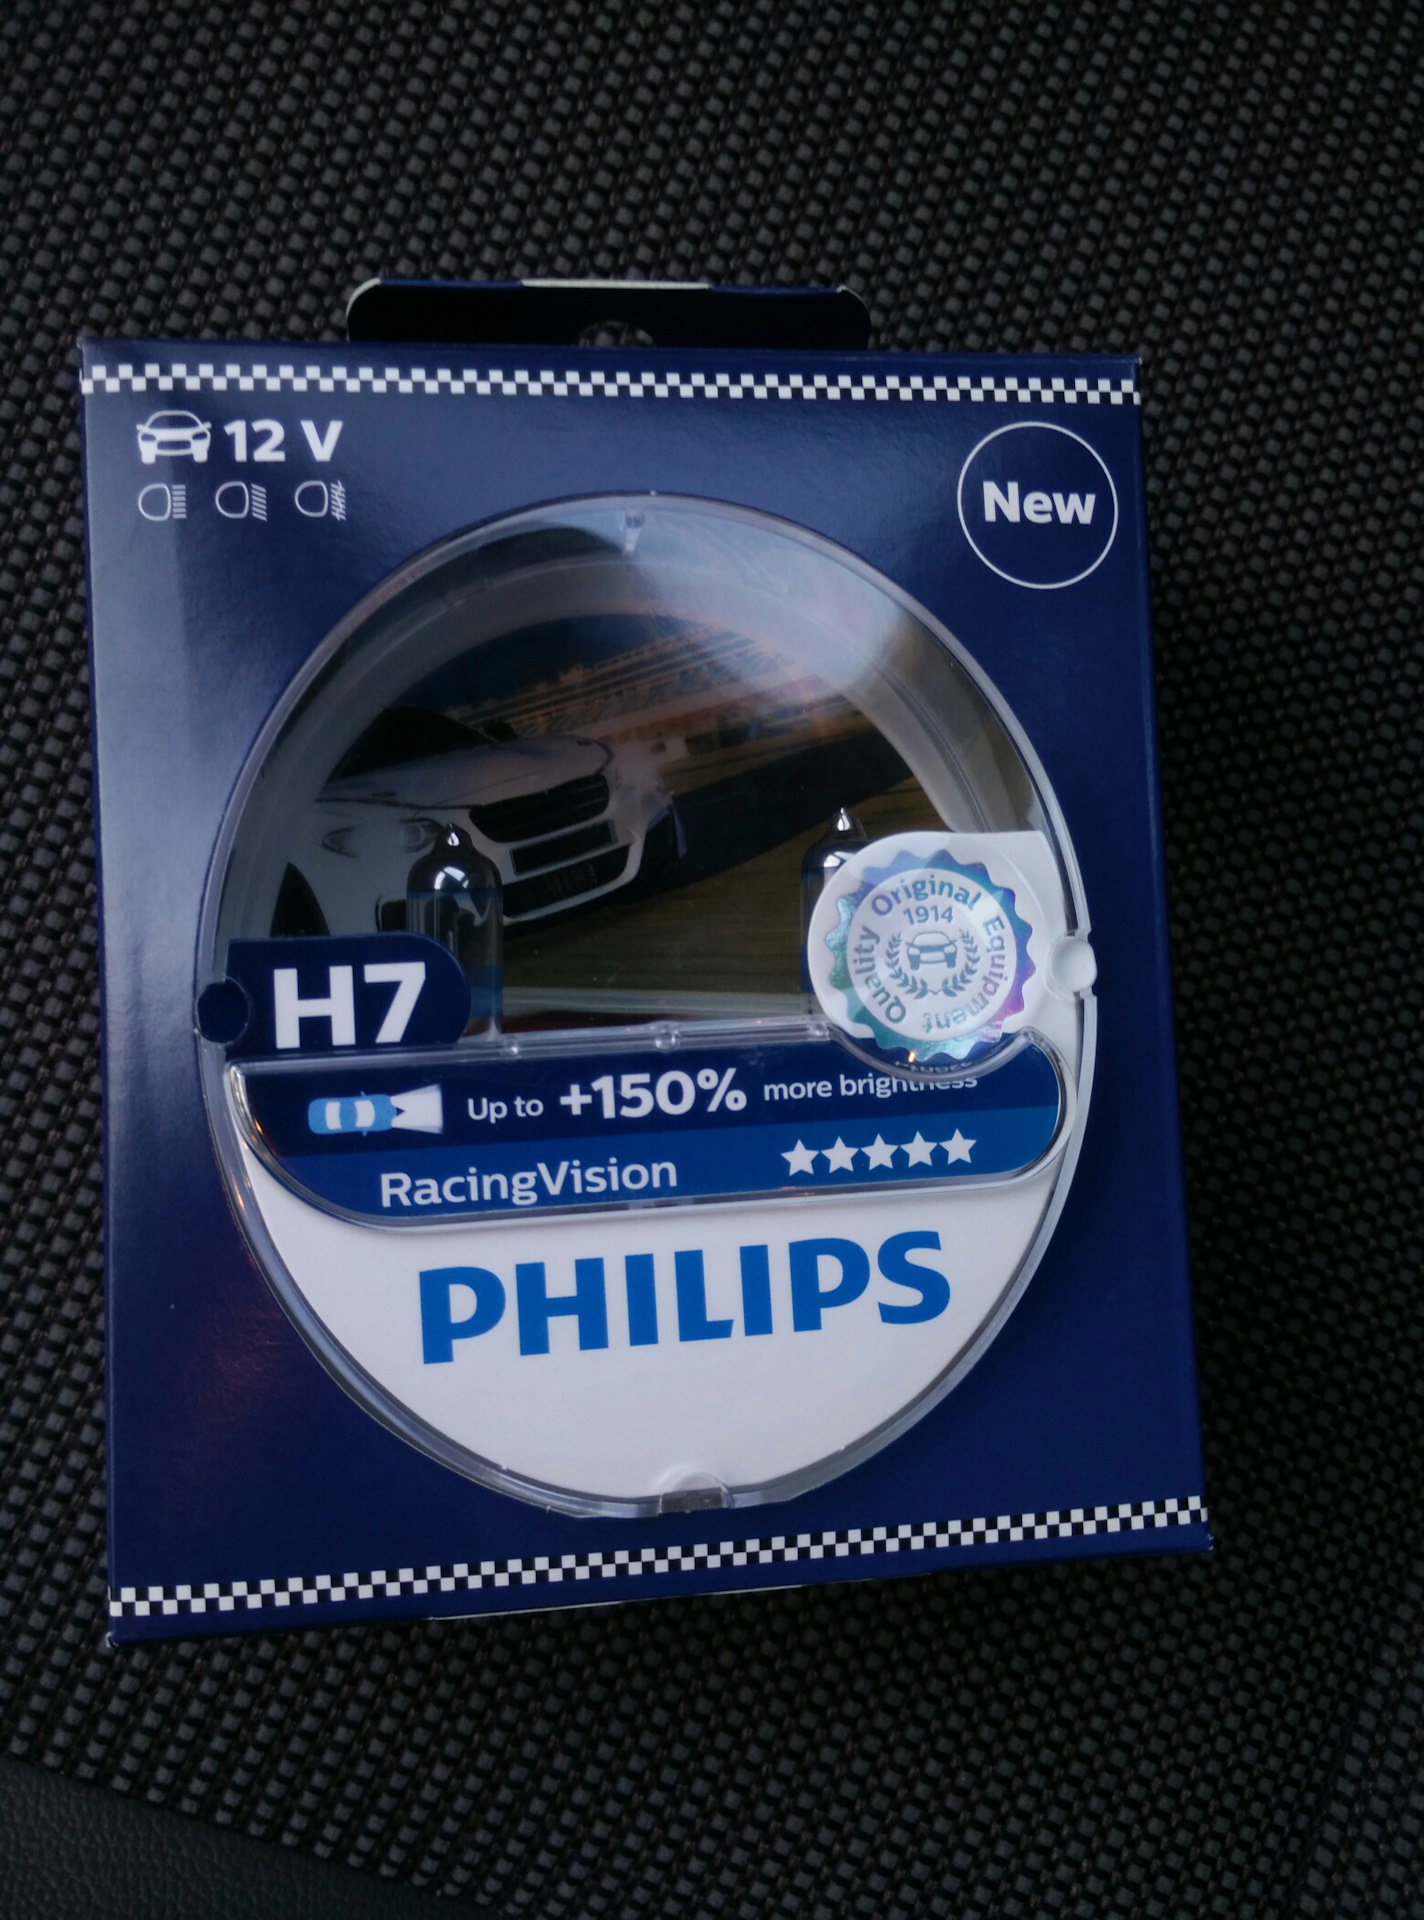 12 V
New
Quality Original Equipment
1914
H7
Up to +150% more brightness
RacingVision
PHILIPS